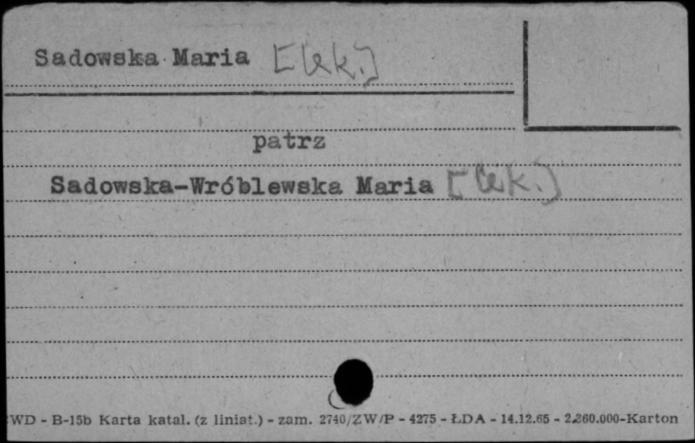 Sadowska Maria [lek.]
patrz
Sadowska-Wróblewska Maria [lek.]
WD - B-15b Karta katal. (z liniat.) - zam. 2740/ZW/P - 4275 - ŁDA - 14.12.65 - 2.260.000-Karton